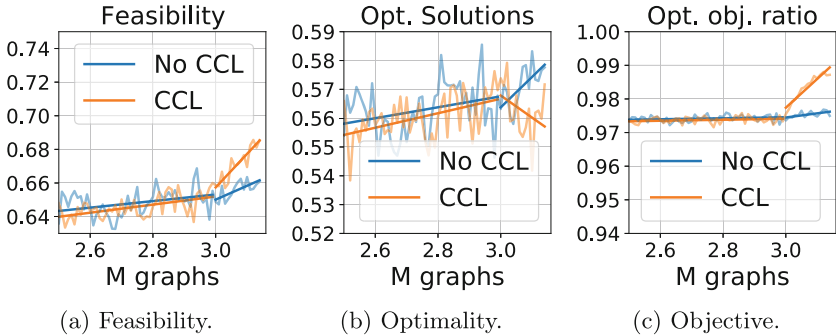 Feasibility
0.74
0.72
0.70
0.68
0.66
0.64
No CCL
CCL
2.6
2.8
3.0
M graphs
(a) Feasibility.
Opt. Solutions
0.59
0.58
0.57
0.56
0.55
0.53
0.52
No CCL
CCL
2.6
2.8
3.0
M graphs
(b) Optimality.
Opt. obj. ratio
1.00
0.99
0.98
0.97
0.96
0.95
0.94
No CCL
CCL
2.6
2.8
3.0
M graphs
(c) Objective.